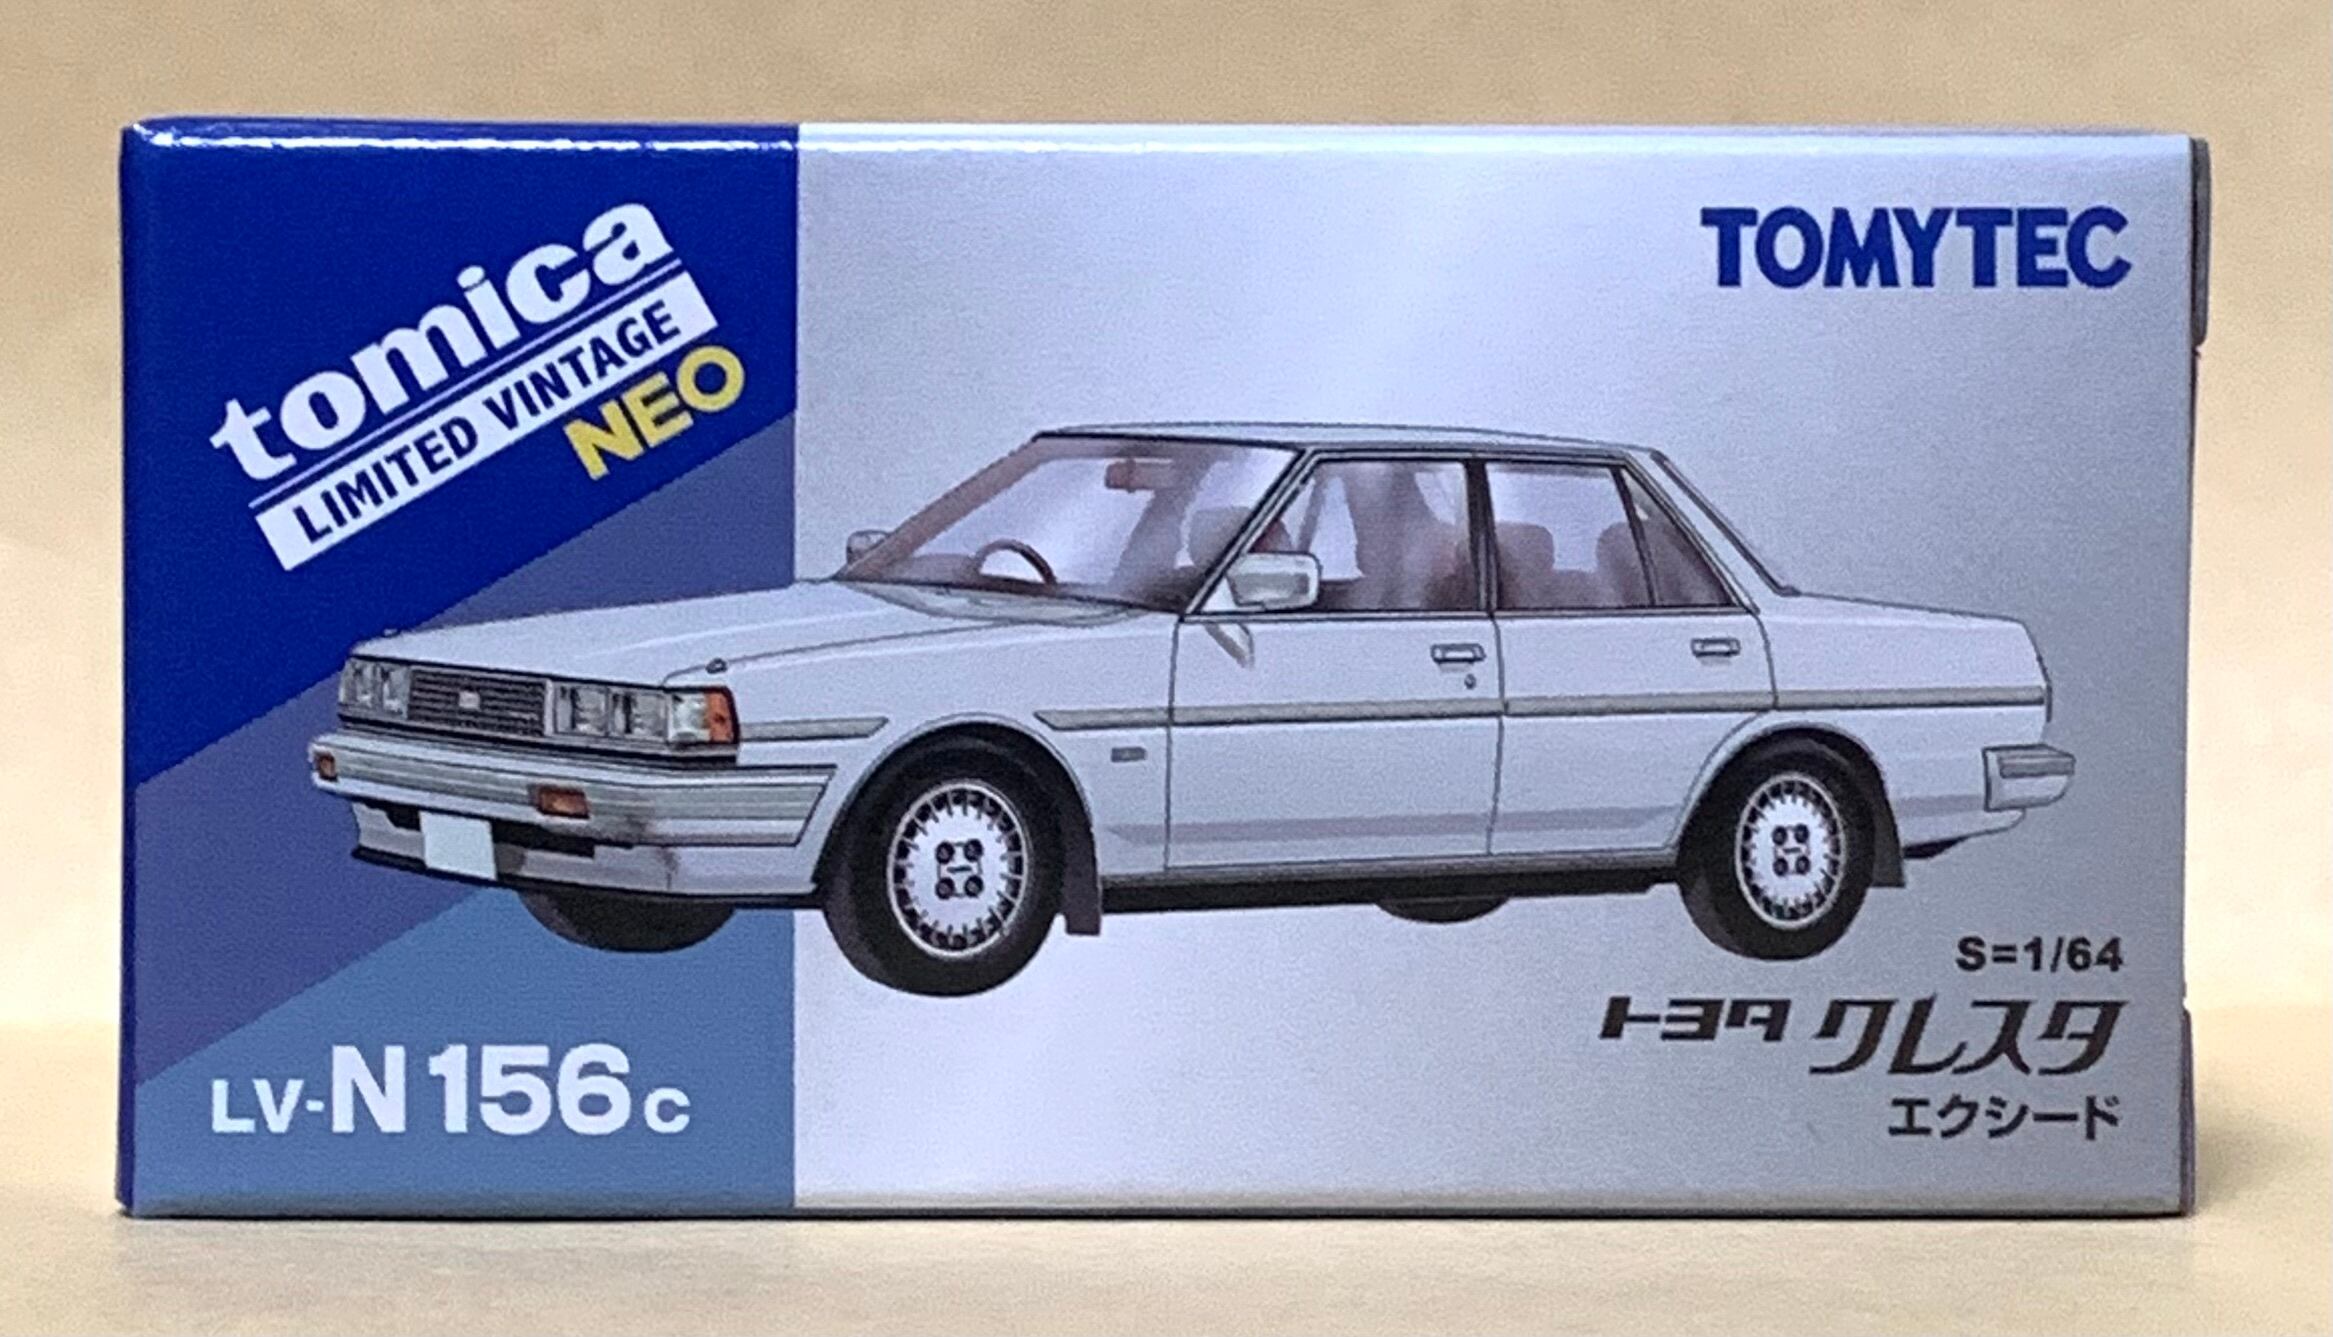 tomica
LIMITED VINTAGE
NEO
TOMYTEC
S=1/64
トヨタ クレスタ
エクシード
LV-N156c